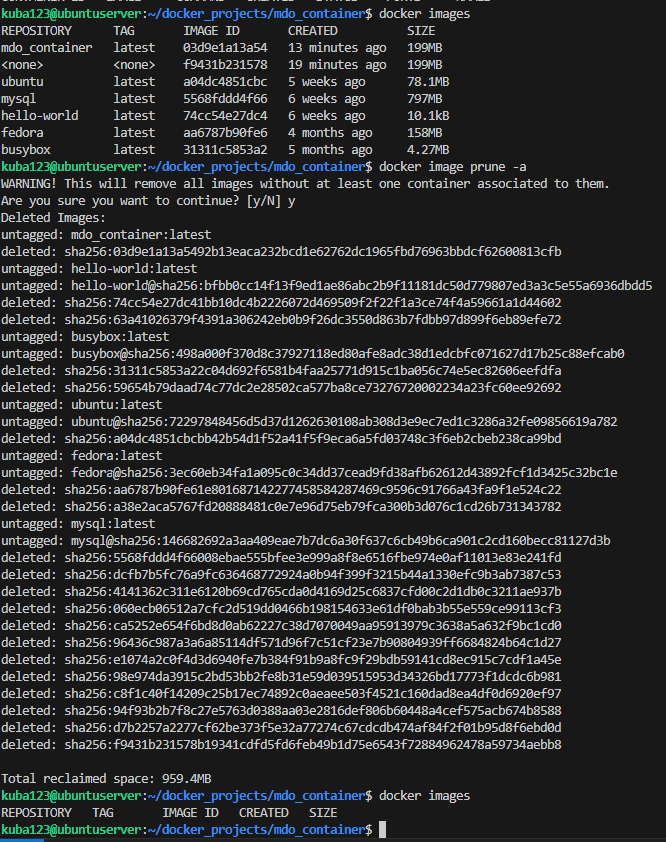 kuba123@ubuntuserver:~/docker_projects/mdo_container$ docker images
REPOSITORY TAG IMAGE ID CREATED SIZE
mdo_container latest 03d9e1a13a54 13 minutes ago 199MB
<none> <none> f9431b231578 19 minutes ago 199MB
ubuntu latest a04dc4851cbc 5 weeks ago 78.1MB
mysql latest 5568fddd4f66 6 weeks ago 797MB
hello-world latest 74cc54e27dc4 6 weeks ago 10.1kB
fedora latest aa6787b90fe6 4 months ago 158MB
busybox latest 31311c5853a2 5 months ago 4.27MB
kuba123@ubuntuserver:~/docker_projects/mdo_container$ docker image prune -a
WARNING! This will remove all images without at least one container associated to them.
Are you sure you want to continue? [y/N] y
Deleted Images:
untagged: mdo_container:latest
deleted: sha256:03d9e1a13a5492b13eaca232bcd1e62762dc1965fbd76963bbdcf62600813cfb
untagged: hello-world:latest
untagged: hello-world@sha256:bfbb0cc14f13f9ed1ae86abc2b9f11181dc50d779807ed3a3c5e55a6936dbdd5
deleted: sha256:74cc54e27dc41bb10dc4b2226072d469509f2f22f1a3ce74f4a59661a1d44602
deleted: sha256:63a41026379f4391a306242eb0b9f26dc3550d863b7fdbb97d899f6eb89efe72
untagged: busybox:latest
untagged: busybox@sha256:498a000f370d8c37927118ed80afe8adc38d1edcbfc071627d17b25c88efcab0
deleted: sha256:31311c5853a22c04d692f6581b4faa25771d915c1ba056c74e5ec82606eefdfa
deleted: sha256:59654b79daad74c77dc2e28502ca577ba8ce73276720002234a23fc60ee92692
untagged: ubuntu:latest
untagged: ubuntu@sha256:72297848456d5d37d1262630108ab308d3e9ec7ed1c3286a32fe09856619a782
deleted: sha256:a04dc4851cbcbb42b54d1f52a41f5f9eca6a5fd03748c3f6eb2cbeb238ca99bd
untagged: fedora:latest
untagged: fedora@sha256:3ec60eb34fa1a095c0c34dd37cead9fd38afb62612d43892fcf1d3425c32bc1e
deleted: sha256:aa6787b90fe61e801687142277458584287469c9596c91766a43fa9f1e524c22
deleted: sha256:a38e2aca5767fd20888481c0e7e96d75eb79fca300b3d076c1cd26b731343782
untagged: mysql:latest
untagged: mysql@sha256:146682692a3aa409eae7b7dc6a30f637c6cb49b6ca901c2cd160becc81127d3b
deleted: sha256:5568fddd4f66008ebae555bfee3e999a8f8e6516fbe974e0af11013e83e241fd
deleted: sha256:dcfb7b5fc76a9fc636468772924a0b94f399f3215b44a1330efc9b3ab7387c53
deleted: sha256:4141362c311e6120b69cd765cda0d4169d25c6837cfd00c2d1db0c3211ae937b
deleted: sha256:060ecb06512a7cfc2d519dd0466b198154633e61df0bab3b55e559ce99113cf3
deleted: sha256:ca5252e654f6bd8d0ab62227c38d7070049aa95913979c3638a5a632f9bc1cd0
deleted: sha256:96436c987a3a6a85114df571d96f7c51cf23e7b90804939ff6684824b64c1d27
deleted: sha256:e1074a2c0f4d3d6940fe7b384f91b9a8fc9f29bdb59141cd8ec915c7cdf1a45e
deleted: sha256:98e974da3915c2bd53bb2fe8b31e59d039515953d34326bd17773f1dcdc6b981
deleted: sha256:c8f1c40f14209c25b17ec74892c0aeaee503f4521c160dad8ea4df0d6920ef97
deleted: sha256:94f93b2b7f8c27e5763d0388aa03e2816def806b60448a4cef575acb674b8588
deleted: sha256:d7b2257a2277cf62be373f5e32a77274c67cdcdb474af84f2f01b95d8f6ebd0d
deleted: sha256:f9431b231578b19341cdfd5fd6feb49b1d75e6543f72884962478a59734aebb8
Total reclaimed space: 959.4MB
kuba123@ubuntuserver:~/docker_projects/mdo_container$ docker images
REPOSITORY TAG IMAGE ID CREATED SIZE
kuba123@ubuntuserver:~/docker_projects/mdo_container$